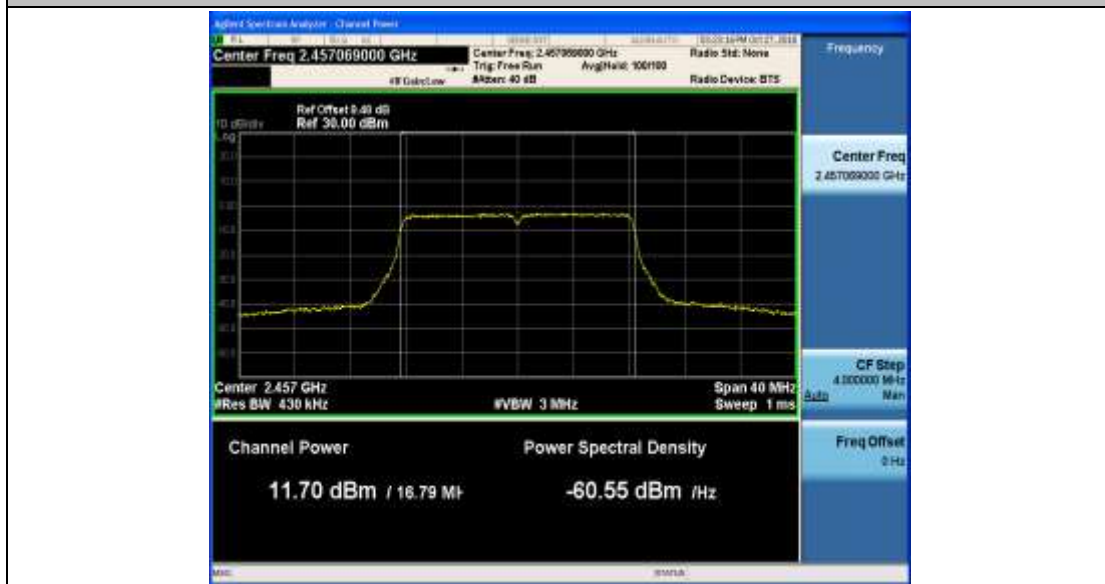 Agilent Spectrum Analyzer - Channel Power
Center Freq 2.457069000 GHz
Center Freq: 2.457069000 GHz
Radio Std: None
Trig: Free Run
Avg|Hold: 100/100
#IFGain:Low
#Atten: 40 dB
Radio Device: BTS
Frequency
Ref Offset 9.40 dB
10 dB/div
Ref 30.00 dBm
Log
Center Freq
2.457069000 GHz
Center 2.457 GHz
Span 40 MHz
#Res BW 430 kHz
#VBW 3 MHz
Sweep 1 ms
CF Step
4.000000 MHz
Auto
Man
Channel Power
Power Spectral Density
Freq Offset
0 Hz
11.70 dBm / 16.79 MH
-60.55 dBm /Hz
MSG
STATUS